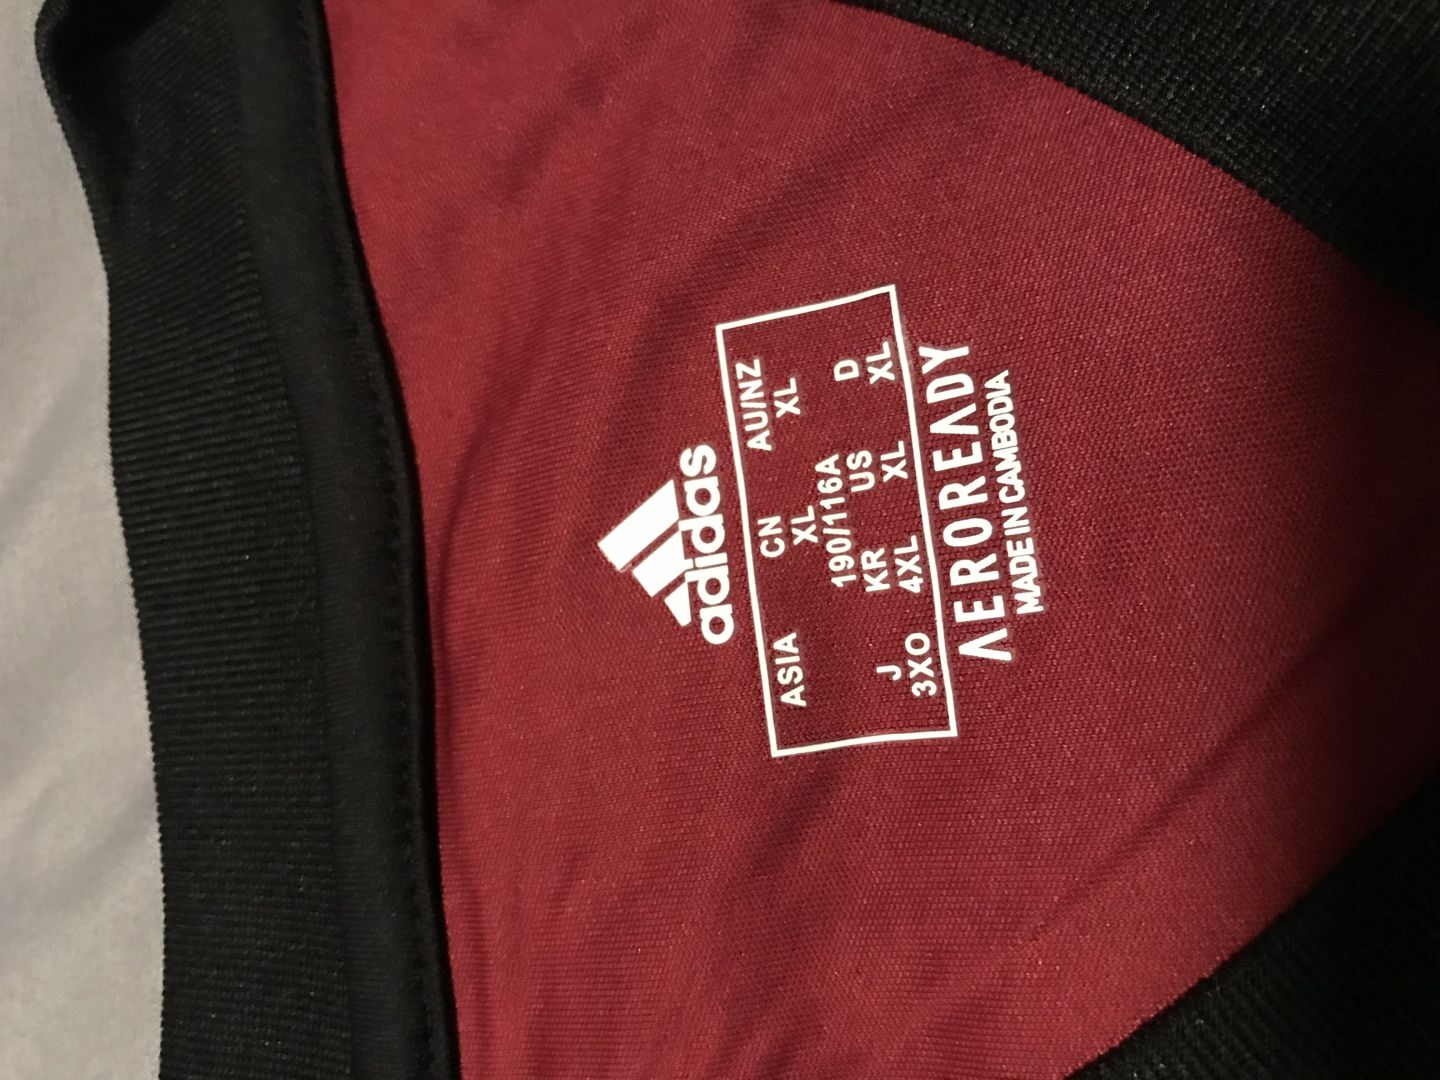 adidas
ASIA CN AU/NZ
XL XL
190/116A
J KR US D
3XO 4XL XL XL
AEROREADY
MADE IN CAMBODIA